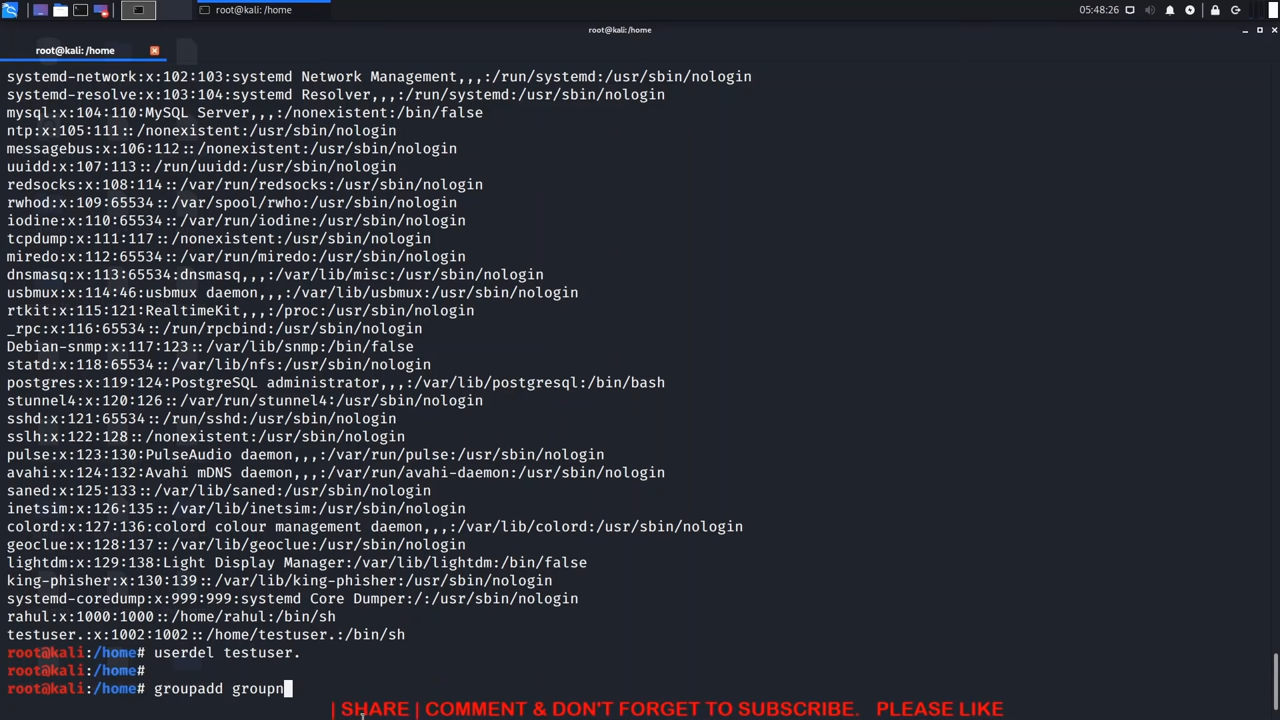 root@kali: /home
05:48:26
root@kali: /home
root@kali: /home
systemd-network:x:102:103:systemd Network Management,,,:/run/systemd:/usr/sbin/nologin
systemd-resolve:x:103:104:systemd Resolver,,,:/run/systemd:/usr/sbin/nologin
mysql:x:104:110:MySQL Server,,,:/nonexistent:/bin/false
ntp:x:105:111::/nonexistent:/usr/sbin/nologin
messagebus:x:106:112::/nonexistent:/usr/sbin/nologin
uuidd:x:107:113::/run/uuidd:/usr/sbin/nologin
redsocks:x:108:114::/var/run/redsocks:/usr/sbin/nologin
rwhod:x:109:65534::/var/spool/rwho:/usr/sbin/nologin
iodine:x:110:65534::/var/run/iodine:/usr/sbin/nologin
tcpdump:x:111:117::/nonexistent:/usr/sbin/nologin
miredo:x:112:65534::/var/run/miredo:/usr/sbin/nologin
dnsmasq:x:113:65534:dnsmasq,,,:/var/lib/misc:/usr/sbin/nologin
usbmux:x:114:46:usbmux daemon,,,:/var/lib/usbmux:/usr/sbin/nologin
rtkit:x:115:121:RealtimeKit,,,:/proc:/usr/sbin/nologin
_rpc:x:116:65534::/run/rpcbind:/usr/sbin/nologin
Debian-snmp:x:117:123::/var/lib/snmp:/bin/false
statd:x:118:65534::/var/lib/nfs:/usr/sbin/nologin
postgres:x:119:124:PostgreSQL administrator,,,:/var/lib/postgresql:/bin/bash
stunnel4:x:120:126::/var/run/stunnel4:/usr/sbin/nologin
sshd:x:121:65534::/run/sshd:/usr/sbin/nologin
sslh:x:122:128::/nonexistent:/usr/sbin/nologin
pulse:x:123:130:PulseAudio daemon,,,:/var/run/pulse:/usr/sbin/nologin
avahi:x:124:132:Avahi mDNS daemon,,,:/var/run/avahi-daemon:/usr/sbin/nologin
saned:x:125:133::/var/lib/saned:/usr/sbin/nologin
inetsim:x:126:135::/var/lib/inetsim:/usr/sbin/nologin
colord:x:127:136:colord colour management daemon,,,:/var/lib/colord:/usr/sbin/nologin
geoclue:x:128:137::/var/lib/geoclue:/usr/sbin/nologin
lightdm:x:129:138:Light Display Manager:/var/lib/lightdm:/bin/false
king-phisher:x:130:139::/var/lib/king-phisher:/usr/sbin/nologin
systemd-coredump:x:999:999:systemd Core Dumper:/:/usr/sbin/nologin
rahul:x:1000:1000::/home/rahul:/bin/sh
testuser.:x:1002:1002::/home/testuser.:/bin/sh
root@kali:/home# userdel testuser.
root@kali:/home#
root@kali:/home# groupadd groupn
| SHARE | COMMENT & DON'T FORGET TO SUBSCRIBE. PLEASE LIKE